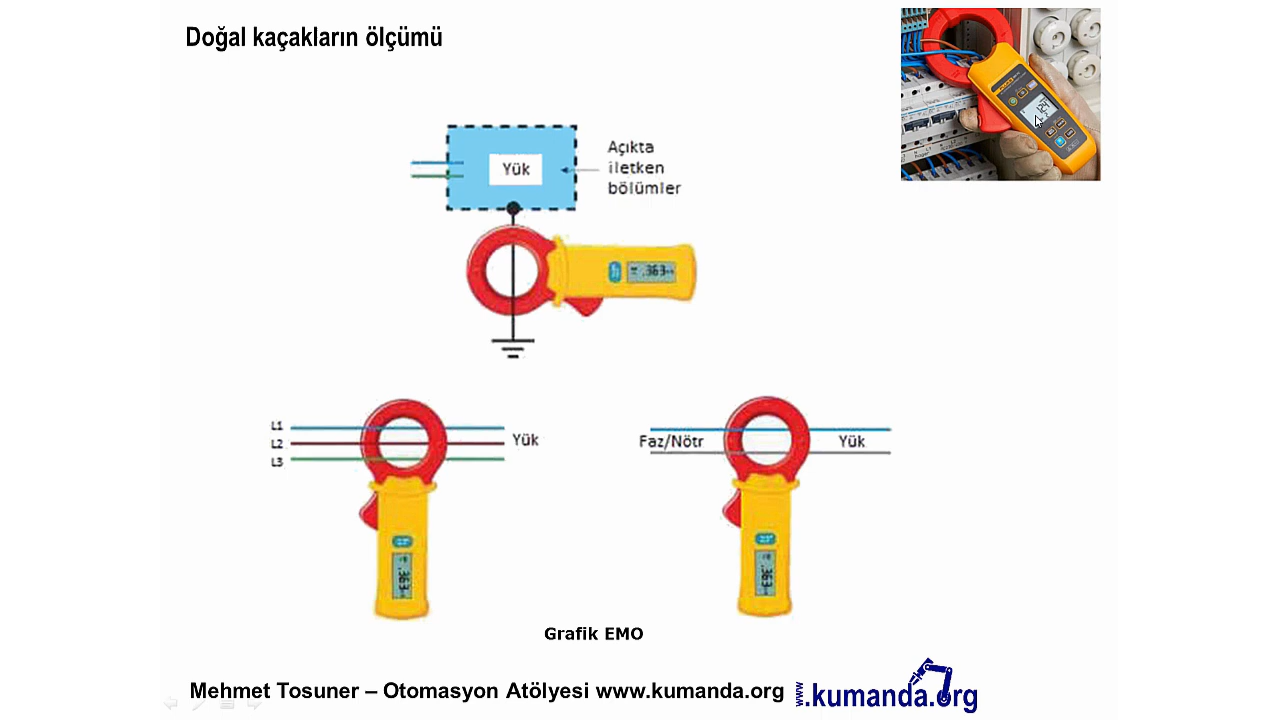 Doğal kaçakların ölçümü
Yük
Açıkta
iletken
bölümler
.363
L1
L2
L3
Yük
.363
Faz/Nötr
Yük
.363
Grafik EMO
Mehmet Tosuner – Otomasyon Atölyesi www.kumanda.org
www.kumanda.org